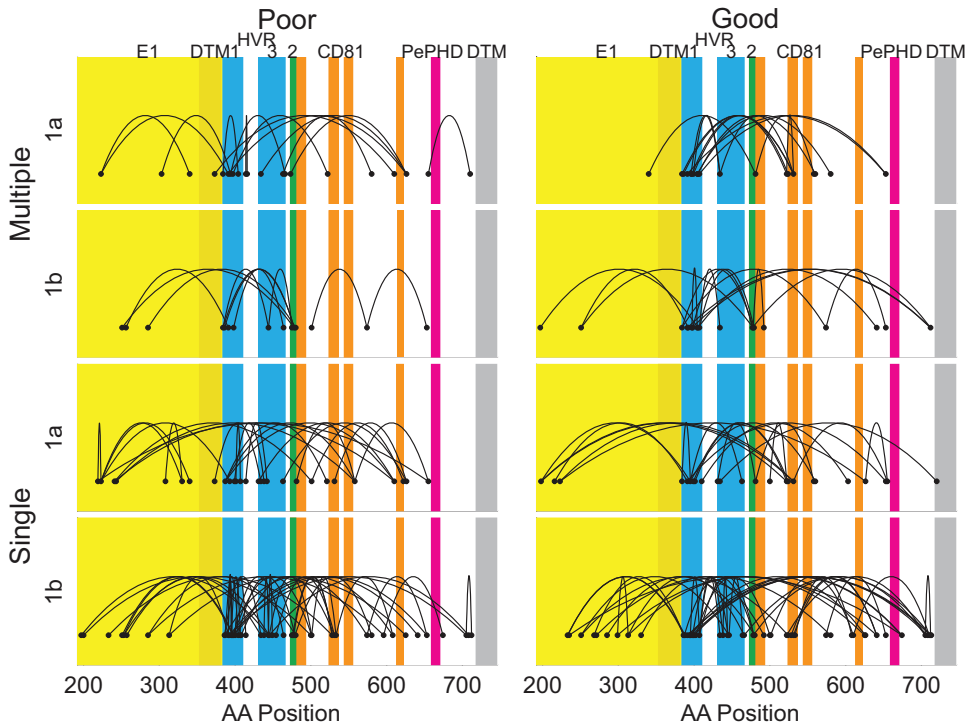 Poor Good
HVR HVR
E1 DTM1 3 2 CD81 PePHD DTM E1 DTM1 3 2 CD81 PePHD DTM
Multiple
1a
1b
Single
1a
1b
200 300 400 500 600 700 200 300 400 500 600 700
AA Position AA Position